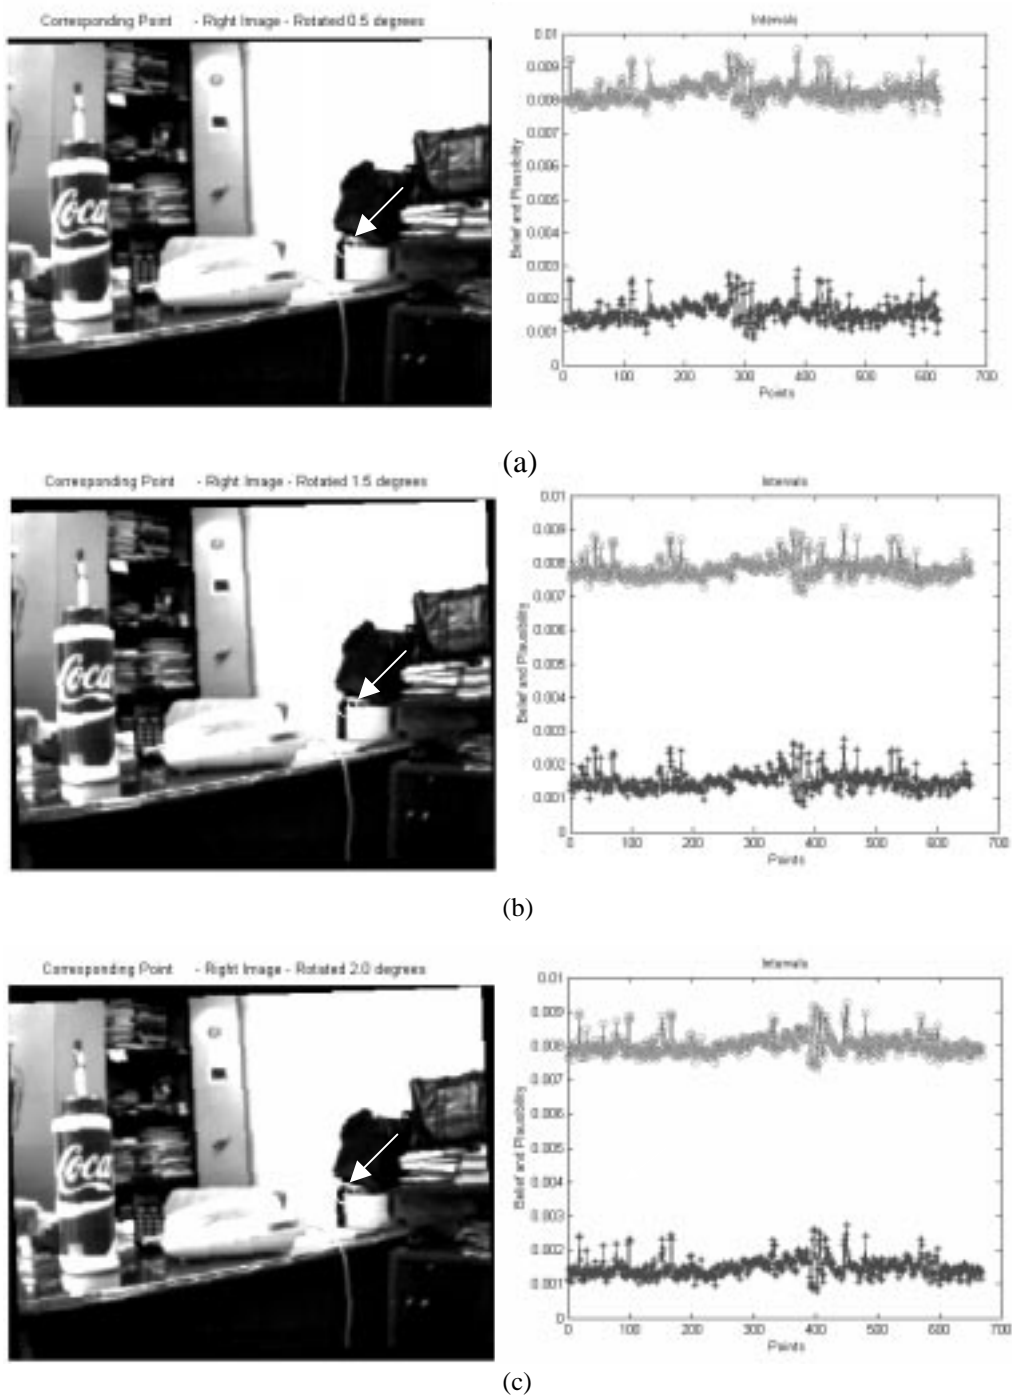 Corresponding Point - Right Image - Rotated 0.5 degrees
Coca
Intervals
Belief and Plausibility
0.01
0.009
0.008
0.007
0.006
0.005
0.004
0.003
0.002
0.001
0
0 100 200 300 400 500 600 700
Points
(a)
Corresponding Point - Right Image - Rotated 1.5 degrees
Coca
Intervals
Belief and Plausibility
0.01
0.009
0.008
0.007
0.006
0.005
0.004
0.003
0.002
0.001
0
0 100 200 300 400 500 600 700
Points
(b)
Corresponding Point - Right Image - Rotated 2.0 degrees
Coca
Intervals
Belief and Plausibility
0.01
0.009
0.008
0.007
0.006
0.005
0.004
0.003
0.002
0.001
0
0 100 200 300 400 500 600 700
Points
(c)